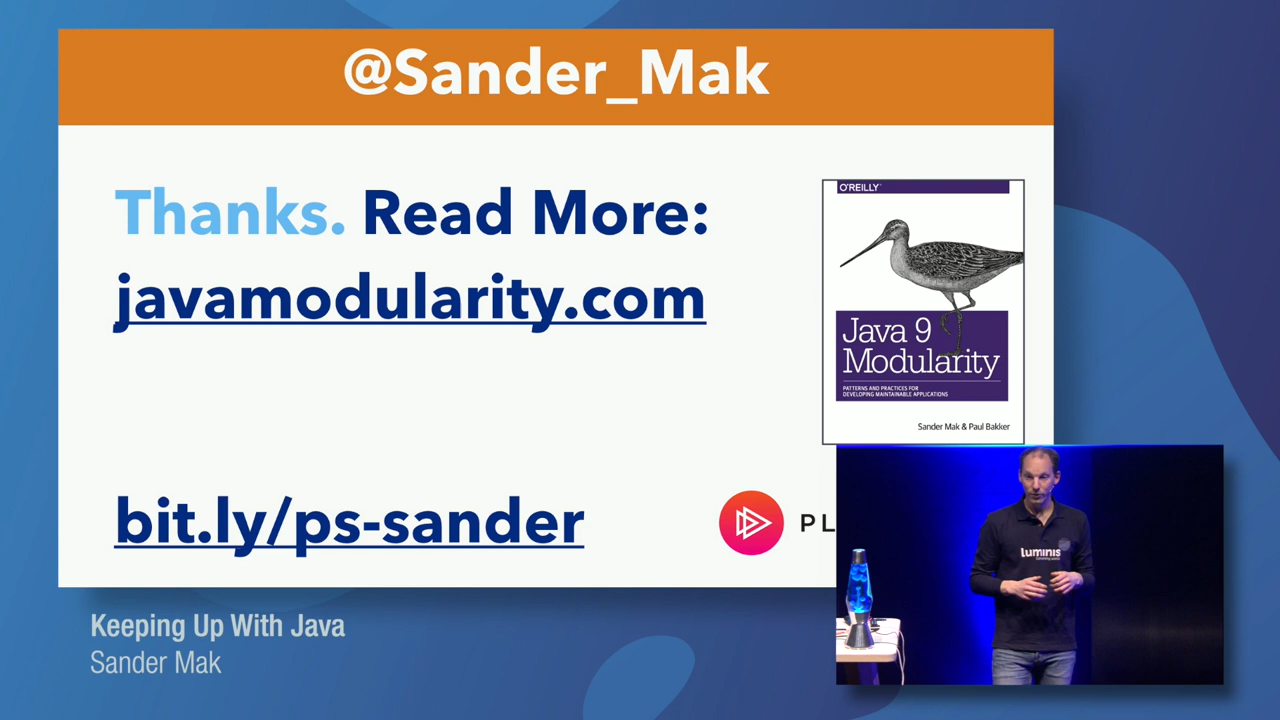 @Sander_Mak
Thanks. Read More:
javamodularity.com
O'REILLY®
Java 9
Modularity
PATTERNS AND PRACTICES FOR
DEVELOPING MAINTAINABLE APPLICATIONS
Sander Mak & Paul Bakker
bit.ly/ps-sander
PL
luminis
Keeping Up With Java
Sander Mak